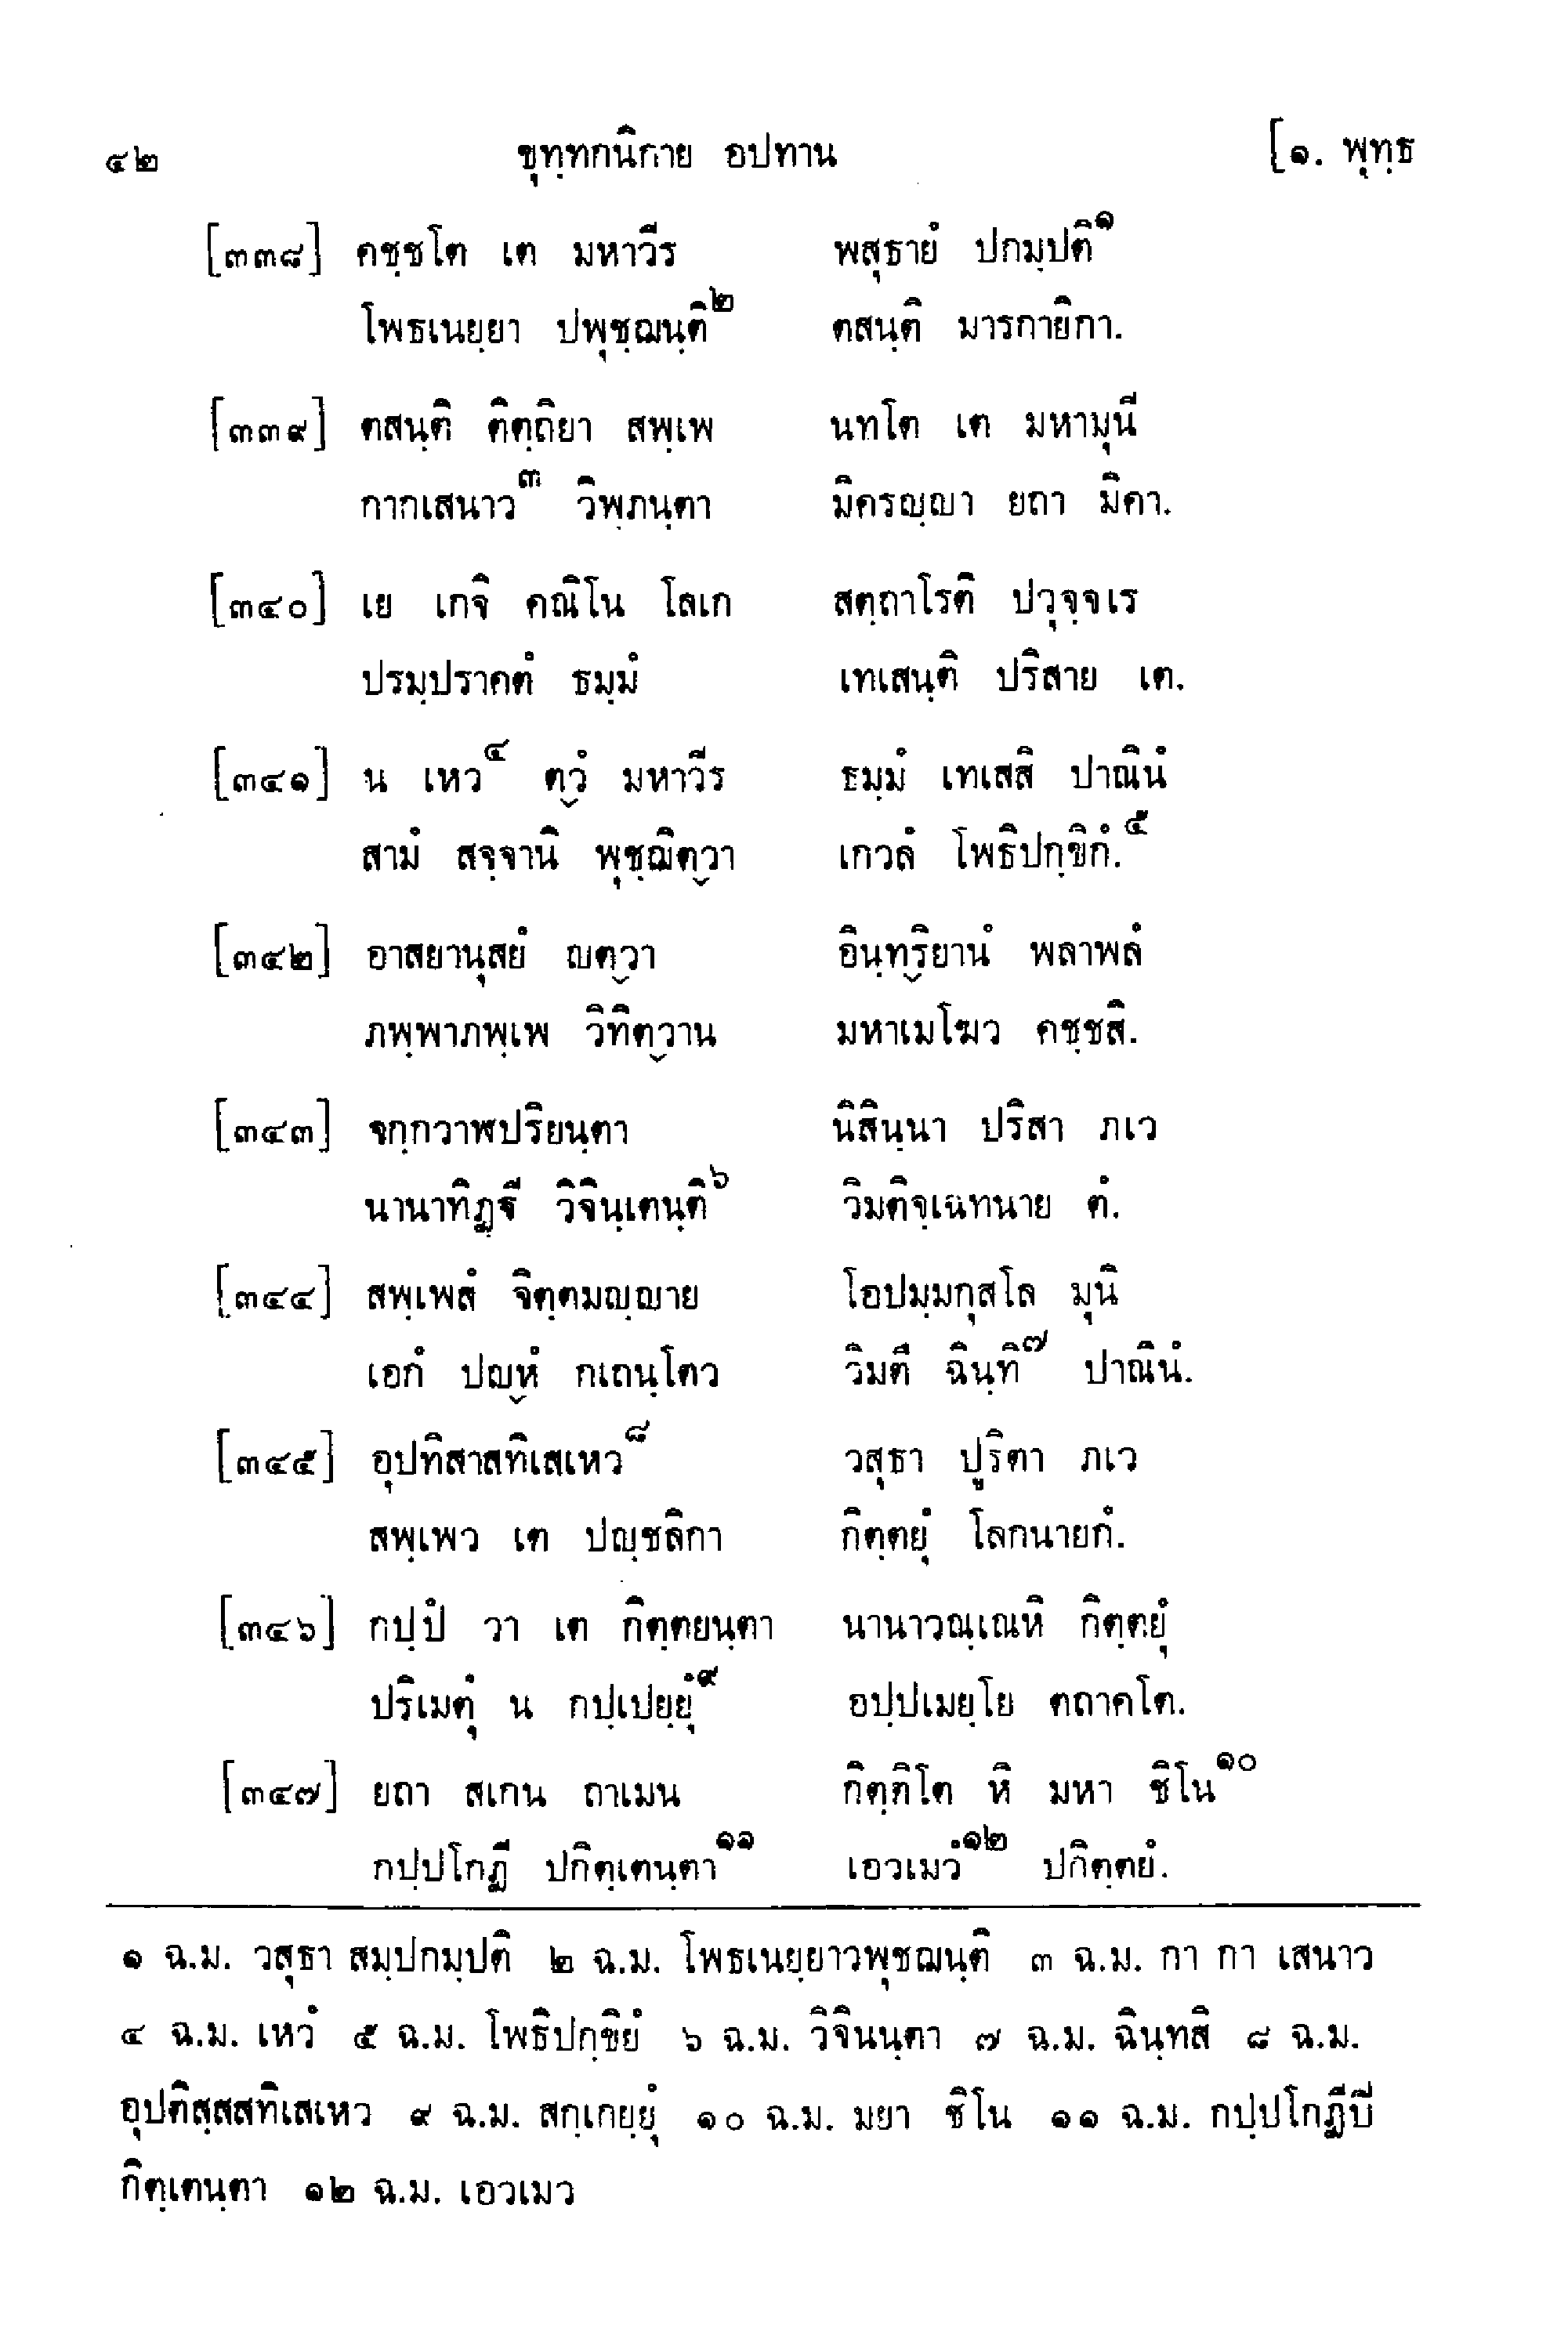 ๔๒ ขุทฺทกนิกาย อปทาน [๑. พุทฺธ
[๓๓๘] คชฺชโต เต มหาวีร พสุธายํ ปกมฺปติ๑
โพธเนยฺยา ปพุชฺฌนฺติ๒ ตสนฺติ มารกายิกา.
[๓๓๙] ตสนฺติ ติตฺถิยา สพฺเพ นทโต เต มหามุนี
กากเสนาว๓ วิพฺภนฺตา มิครญฺญา ยถา มิคา.
[๓๔๐] เย เกจิ คณิโน โลเก สตฺถาโรติ ปวุจฺจเร
ปรมฺปราคตํ ธมฺมํ เทเสนฺติ ปริสาย เต.
[๓๔๑] น เหว๔ ตฺวํ มหาวีร ธมฺมํ เทเสสิ ปาณินํ
สามํ สจฺจานิ พุชฺฌิตฺวา เกวลํ โพธิปกฺขิกํ.๕
[๓๔๒] อาสยานุสยํ ญตฺวา อินฺทฺริยานํ พลาพลํ
ภพฺพาภพฺเพ วิทิตฺวาน มหาเมโฆว คชฺชสิ.
[๓๔๓] จกฺกวาฬปริยนฺตา นิสินฺนา ปริสา ภเว
นานาทิฏฺฐี วิจินฺเตนฺติ๖ วิมติจฺเฉทนาย ตํ.
[๓๔๔] สพฺเพสํ จิตฺตมญฺญาย โอปมฺมกุสโล มุนิ
เอกํ ปญฺหํ กเถนฺโตว วิมตึ ฉินฺทิ๗ ปาณินํ.
[๓๔๕] อุปทิสาสทิเสเหว๘ วสุธา ปูริตา ภเว
สพฺเพว เต ปญฺชลิกา กิตฺตยุํ โลกนายกํ.
[๓๔๖] กปฺปํ วา เต กิตฺตยนฺตา นานาวณฺเณหิ กิตฺตยุํ
ปริเมตุํ น กปฺเปยฺยุํ๙ อปฺปเมยฺโย ตถาคโต.
[๓๔๗] ยถา สเกน ถาเมน กิตฺติโต หิ มหา ชิโน๑๐
กปฺปโกฏี ปกิตฺเตนฺตา๑๑ เอวเมวํ๑๒ ปกิตฺตยํ.
๑ ฉ.ม. วสุธา สมฺปกมฺปติ ๒ ฉ.ม. โพธเนยฺยาวพุชฌนฺติ ๓ ฉ.ม. กา กา เสนาว
๔ ฉ.ม. เหวํ ๕ ฉ.ม. โพธิปกฺขิยํ ๖ ฉ.ม. วิจินนฺตา ๗ ฉ.ม. ฉินฺทสิ ๘ ฉ.ม.
อุปติสฺสสทิเสเหว ๙ ฉ.ม. สกฺเกยฺยุํ ๑๐ ฉ.ม. มยา ชิโน ๑๑ ฉ.ม. กปฺปโกฏีปิ
กิตฺเตนฺตา ๑๒ ฉ.ม. เอวเมว